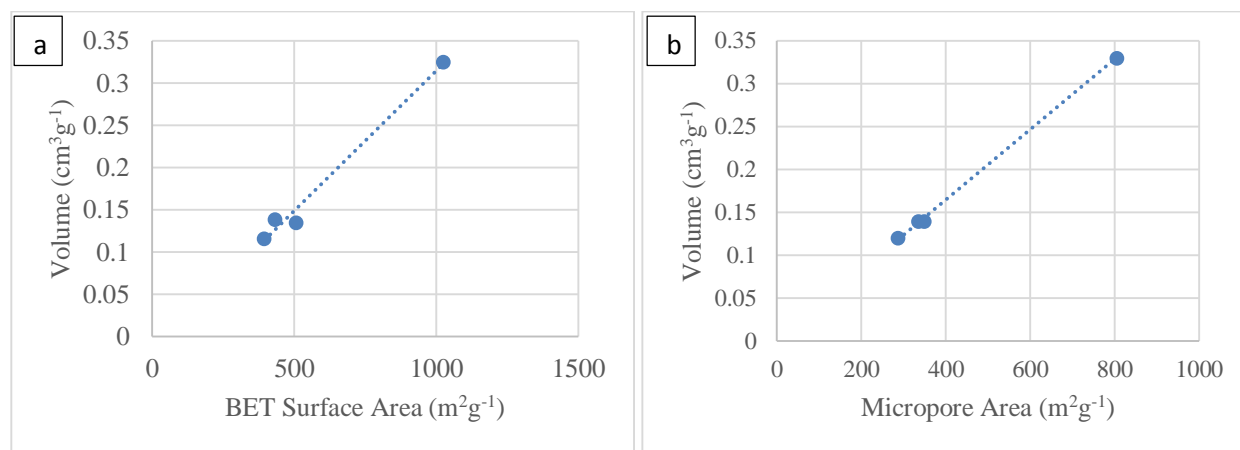 a
0.35
0.3
0.25
0.2
0.15
0.1
0.05
0
Volume (cm³g⁻¹)
0 500 1000 1500
BET Surface Area (m²g⁻¹)
b
0.35
0.3
0.25
0.2
0.15
0.1
0.05
0
Volume (cm³g⁻¹)
0 200 400 600 800 1000
Micropore Area (m²g⁻¹)